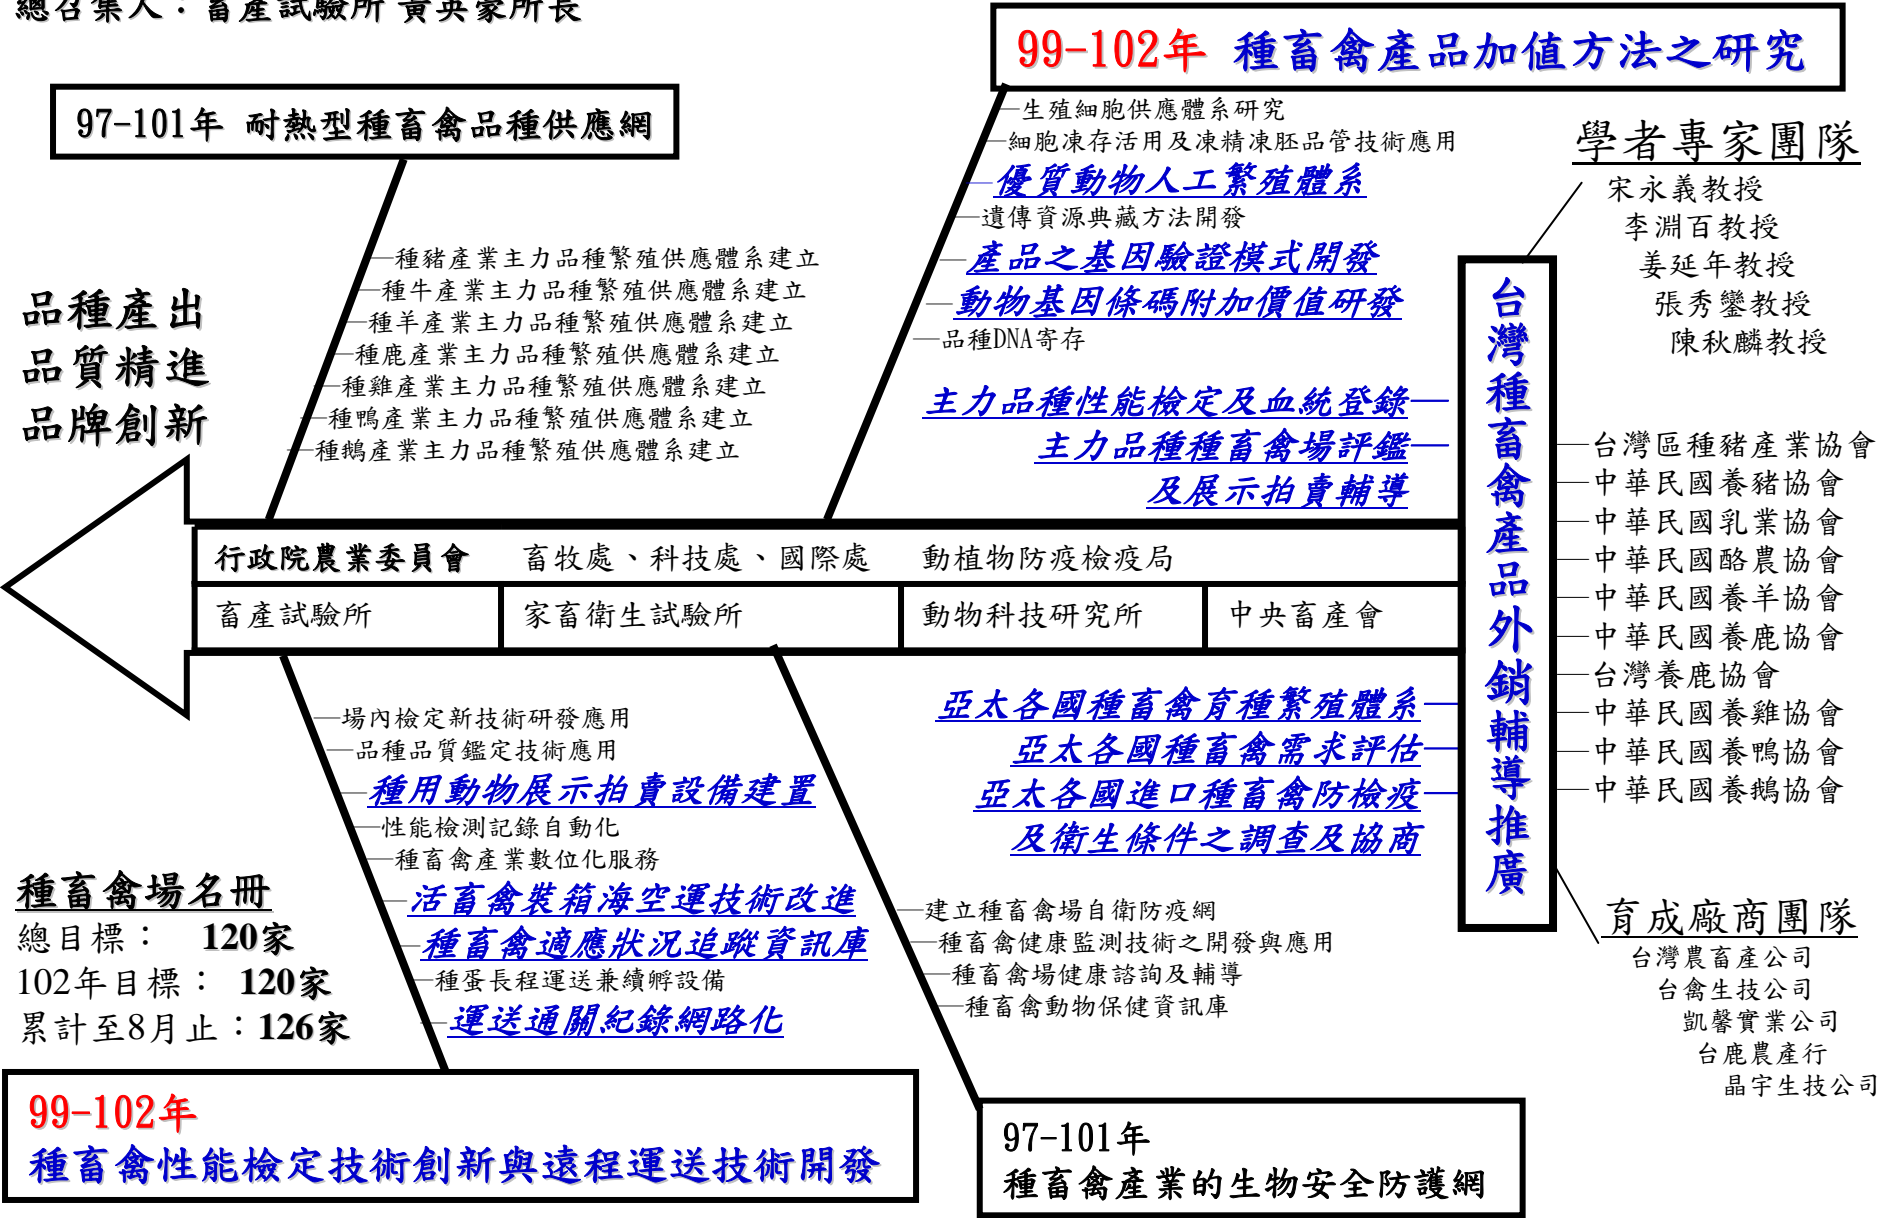 總召集人：畜產試驗所 黃英豪所長
99-102年 種畜禽產品加值方法之研究
97-101年 耐熱型種畜禽品種供應網
生殖細胞供應體系研究
細胞凍存活用及凍精凍胚品管技術應用
優質動物人工繁殖體系
遺傳資源典藏方法開發
產品之基因驗證模式開發
動物基因條碼附加價值研發
品種DNA寄存
學者專家團隊
宋永義教授
李淵百教授
姜延年教授
張秀鑾教授
陳秋麟教授
種豬產業主力品種繁殖供應體系建立
種牛產業主力品種繁殖供應體系建立
種羊產業主力品種繁殖供應體系建立
種鹿產業主力品種繁殖供應體系建立
種雞產業主力品種繁殖供應體系建立
種鴨產業主力品種繁殖供應體系建立
種鵝產業主力品種繁殖供應體系建立
品種產出
品質精進
品牌創新
主力品種性能檢定及血統登錄
主力品種種畜禽場評鑑
及展示拍賣輔導
台灣種畜禽產品外銷輔導推廣
台灣區種豬產業協會
中華民國養豬協會
中華民國乳業協會
中華民國酪農協會
中華民國養羊協會
中華民國養鹿協會
台灣養鹿協會
中華民國養雞協會
中華民國養鴨協會
中華民國養鵝協會
行政院農業委員會 畜牧處、科技處、國際處 動植物防疫檢疫局
畜產試驗所 家畜衛生試驗所 動物科技研究所 中央畜產會
亞太各國種畜禽育種繁殖體系
亞太各國種畜禽需求評估
亞太各國進口種畜禽防檢疫
及衛生條件之調查及協商
場內檢定新技術研發應用
品種品質鑑定技術應用
種用動物展示拍賣設備建置
性能檢測記錄自動化
種畜禽產業數位化服務
活畜禽裝箱海空運技術改進
種畜禽適應狀況追蹤資訊庫
種蛋長程運送兼續孵設備
運送通關紀錄網路化
建立種畜禽場自衛防疫網
種畜禽健康監測技術之開發與應用
種畜禽場健康諮詢及輔導
種畜禽動物保健資訊庫
種畜禽場名冊
總目標： 120家
102年目標： 120家
累計至8月止：126家
育成廠商團隊
台灣農畜產公司
台禽生技公司
凱馨實業公司
台鹿農產行
晶宇生技公司
99-102年
種畜禽性能檢定技術創新與遠程運送技術開發
97-101年
種畜禽產業的生物安全防護網